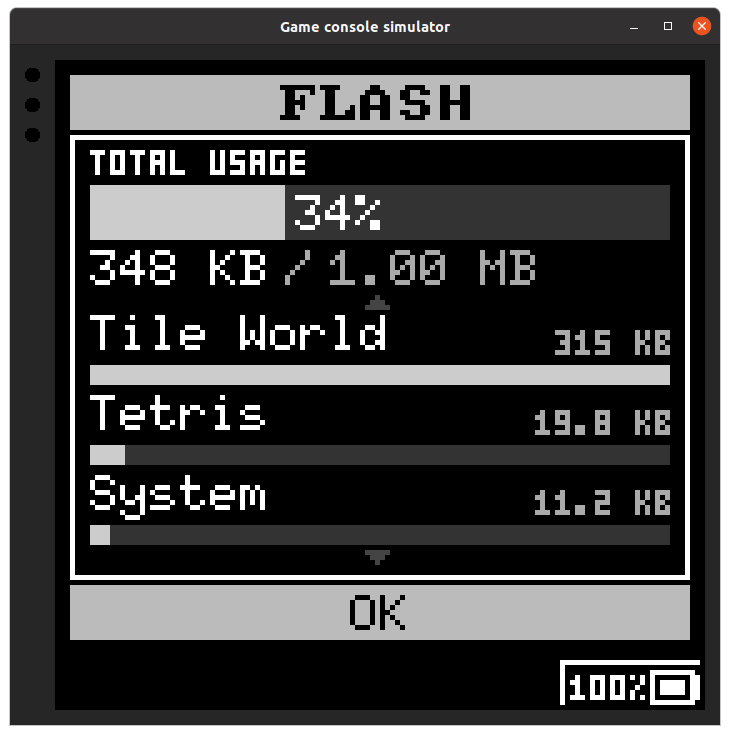 Game console simulator
FLASH
TOTAL USAGE
34%
348 KB / 1.00 MB
Tile World 315 KB
Tetris 19.8 KB
System 11.2 KB
OK
100%